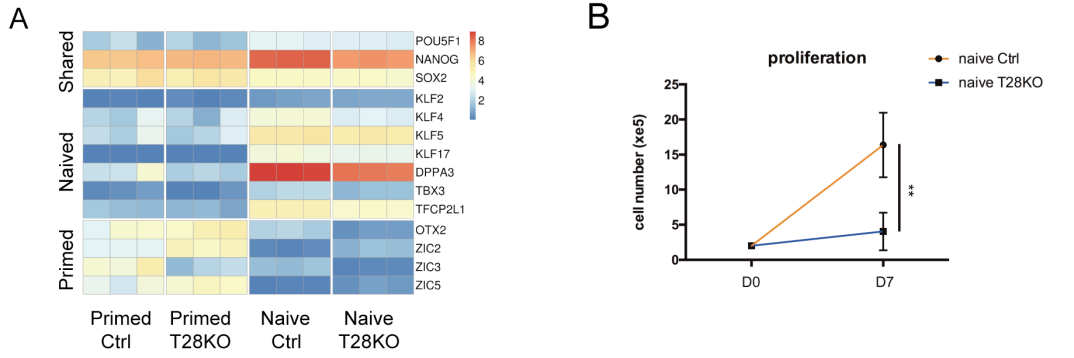 A
Shared
Naived
Primed
8
6
4
2
POU5F1
NANOG
SOX2
KLF2
KLF4
KLF5
KLF17
DPPA3
TBX3
TFCP2L1
OTX2
ZIC2
ZIC3
ZIC5
Primed
Ctrl
Primed
T28KO
Naive
Ctrl
Naive
T28KO
B
proliferation
naive Ctrl
naive T28KO
cell number (xe5)
25
20
15
10
5
0
D0
D7
**